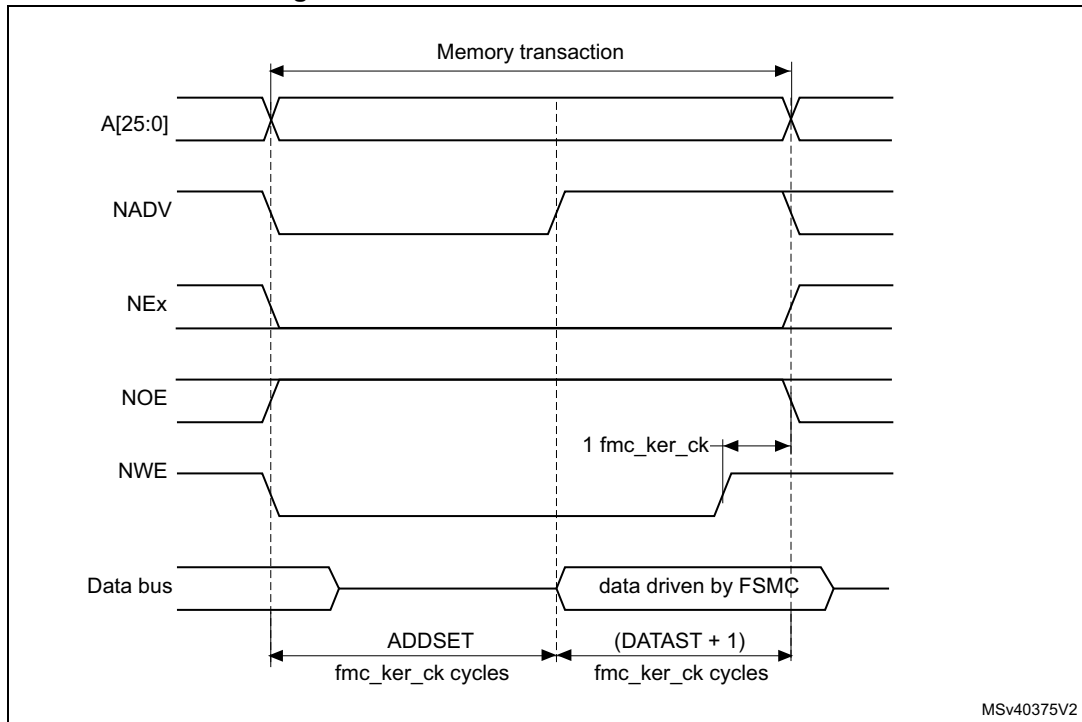 Memory transaction
A[25:0]
NADV
NEx
NOE
1 fmc_ker_ck
NWE
Data bus
data driven by FSMC
ADDSET
(DATAST + 1)
fmc_ker_ck cycles
fmc_ker_ck cycles
MSv40375V2